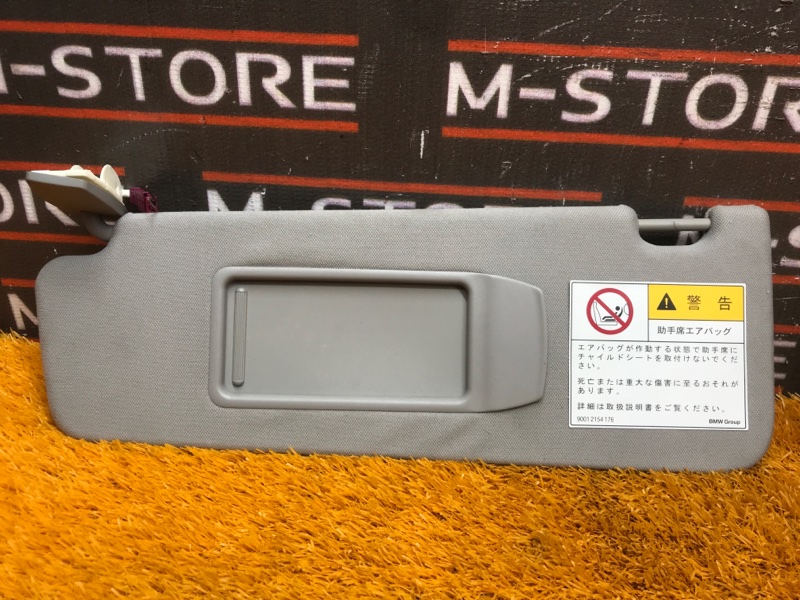 M-STORE
M-STOR
ORE
M-STORE
M-
警告
助手席エアバッグ
エアバッグが作動する状態で助手席に
チャイルドシートを取付けないでくだ
さい。
死亡または重大な傷害に至るおそれが
あります。
詳細は取扱説明書をご覧ください。
9001 2154 176
BMW Group